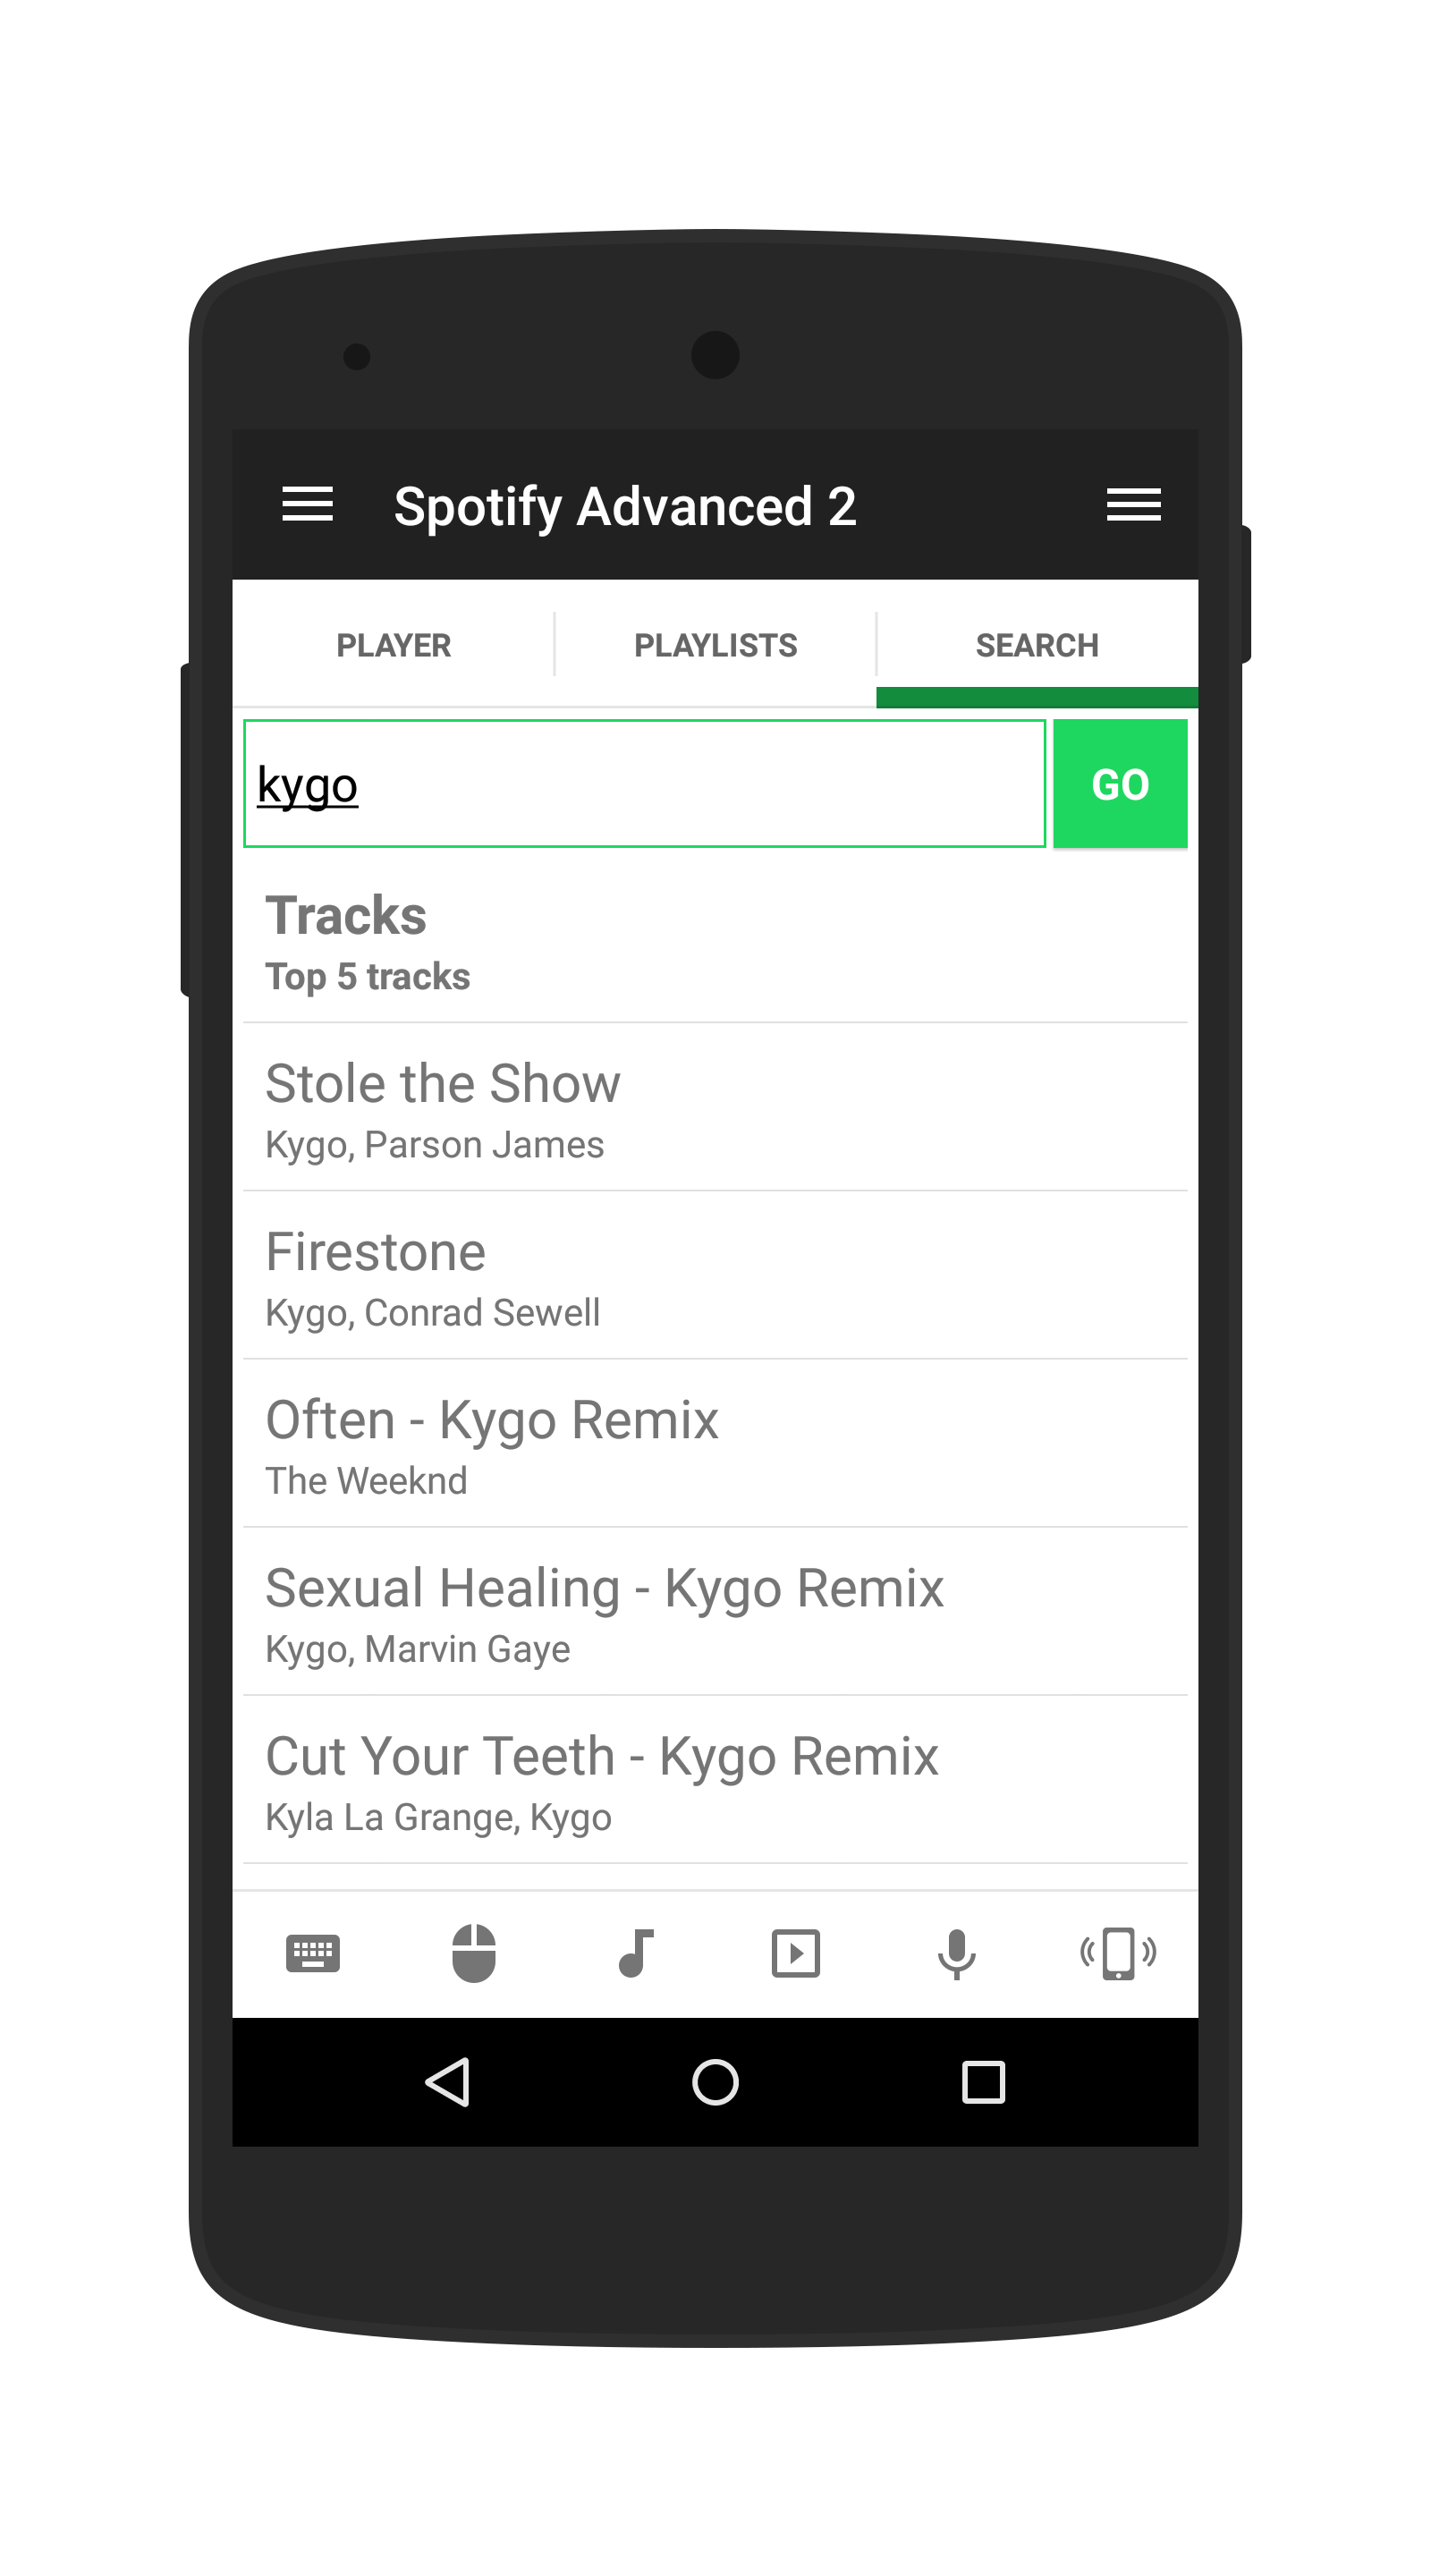 Spotify Advanced 2
PLAYER PLAYLISTS SEARCH
kygo GO
Tracks
Top 5 tracks
Stole the Show
Kygo, Parson James
Firestone
Kygo, Conrad Sewell
Often - Kygo Remix
The Weeknd
Sexual Healing - Kygo Remix
Kygo, Marvin Gaye
Cut Your Teeth - Kygo Remix
Kyla La Grange, Kygo